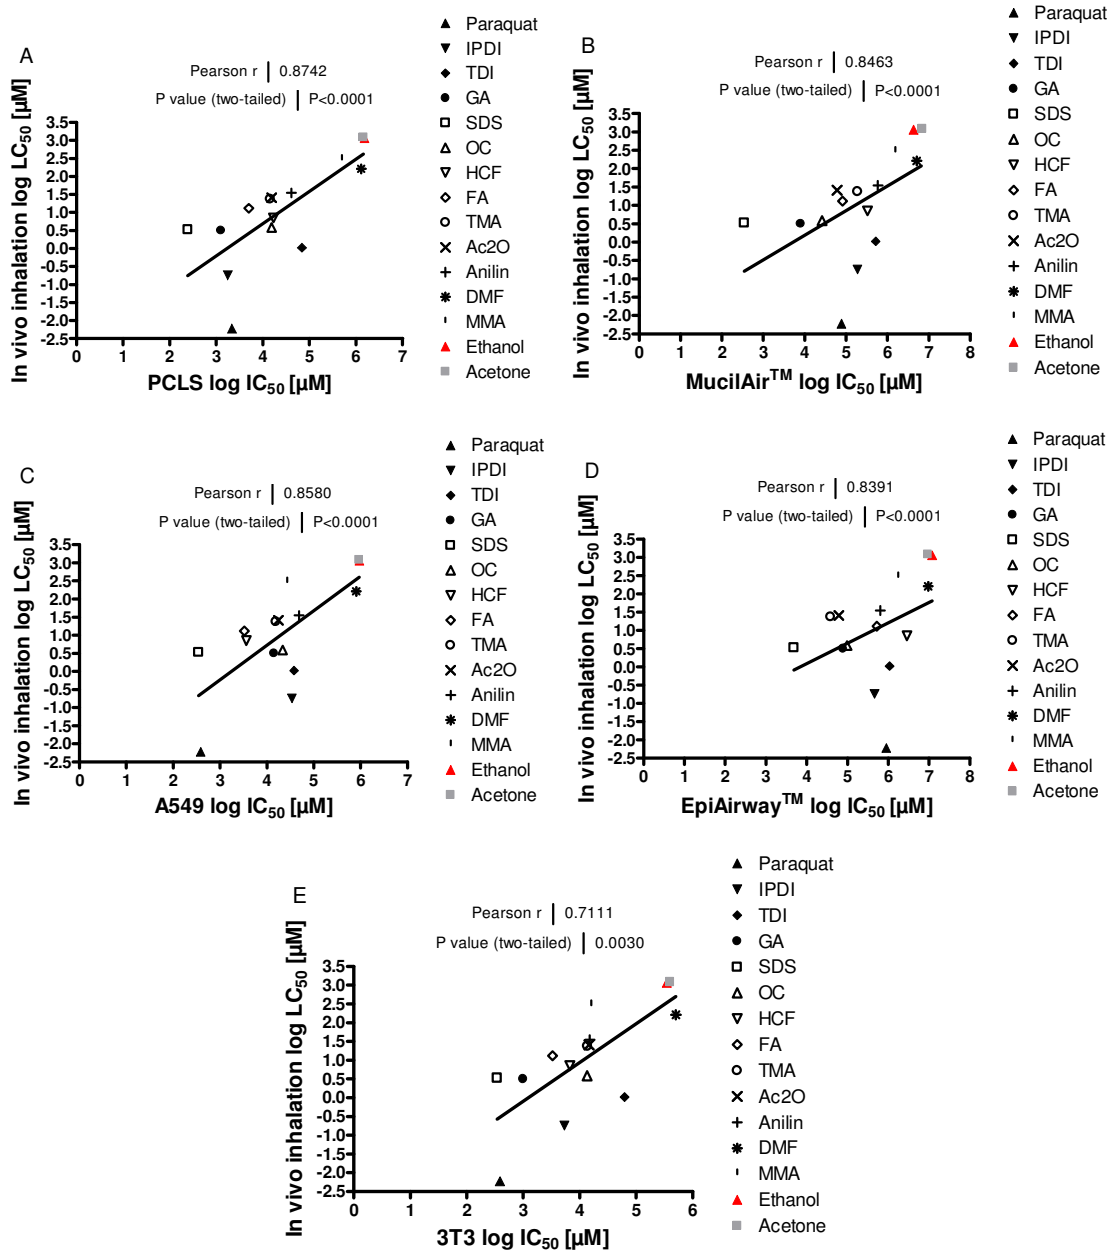 A
Pearson r | 0.8742
P value (two-tailed) | P<0.0001
In vivo inhalation log LC50 [µM]
3.5
3.0
2.5
2.0
1.5
1.0
0.5
0.0
-0.5
-1.0
-1.5
-2.0
-2.5
0 1 2 3 4 5 6 7
PCLS log IC50 [µM]
Paraquat
IPDI
TDI
GA
SDS
OC
HCF
FA
TMA
Ac2O
Anilin
DMF
MMA
Ethanol
Acetone
B
Pearson r | 0.8463
P value (two-tailed) | P<0.0001
In vivo inhalation log LC50 [µM]
3.5
3.0
2.5
2.0
1.5
1.0
0.5
0.0
-0.5
-1.0
-1.5
-2.0
-2.5
0 1 2 3 4 5 6 7 8
MucilAir™ log IC50 [µM]
Paraquat
IPDI
TDI
GA
SDS
OC
HCF
FA
TMA
Ac2O
Anilin
DMF
MMA
Ethanol
Acetone
C
Pearson r | 0.8580
P value (two-tailed) | P<0.0001
In vivo inhalation log LC50 [µM]
3.5
3.0
2.5
2.0
1.5
1.0
0.5
0.0
-0.5
-1.0
-1.5
-2.0
-2.5
0 1 2 3 4 5 6 7
A549 log IC50 [µM]
Paraquat
IPDI
TDI
GA
SDS
OC
HCF
FA
TMA
Ac2O
Anilin
DMF
MMA
Ethanol
Acetone
D
Pearson r | 0.8391
P value (two-tailed) | P<0.0001
In vivo inhalation log LC50 [µM]
3.5
3.0
2.5
2.0
1.5
1.0
0.5
0.0
-0.5
-1.0
-1.5
-2.0
-2.5
0 1 2 3 4 5 6 7 8
EpiAirway™ log IC50 [µM]
Paraquat
IPDI
TDI
GA
SDS
OC
HCF
FA
TMA
Ac2O
Anilin
DMF
MMA
Ethanol
Acetone
E
Pearson r | 0.7111
P value (two-tailed) | 0.0030
In vivo inhalation log LC50 [µM]
3.5
3.0
2.5
2.0
1.5
1.0
0.5
0.0
-0.5
-1.0
-1.5
-2.0
-2.5
0 1 2 3 4 5 6
3T3 log IC50 [µM]
Paraquat
IPDI
TDI
GA
SDS
OC
HCF
FA
TMA
Ac2O
Anilin
DMF
MMA
Ethanol
Acetone